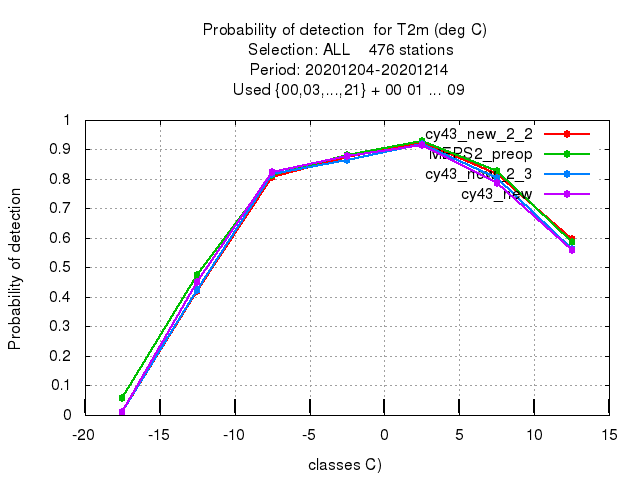 Probability of detection  for T2m (deg C)
Selection: ALL    476 stations
Period: 20201204-20201214
Used {00,03,...,21} + 00 01 ... 09
Probability of detection
1
0.9
0.8
0.7
0.6
0.5
0.4
0.3
0.2
0.1
0
cy43_new_2_2
MEPS2_preop
cy43_new_2_3
cy43_new
-20 -15 -10 -5 0 5 10 15
classes C)